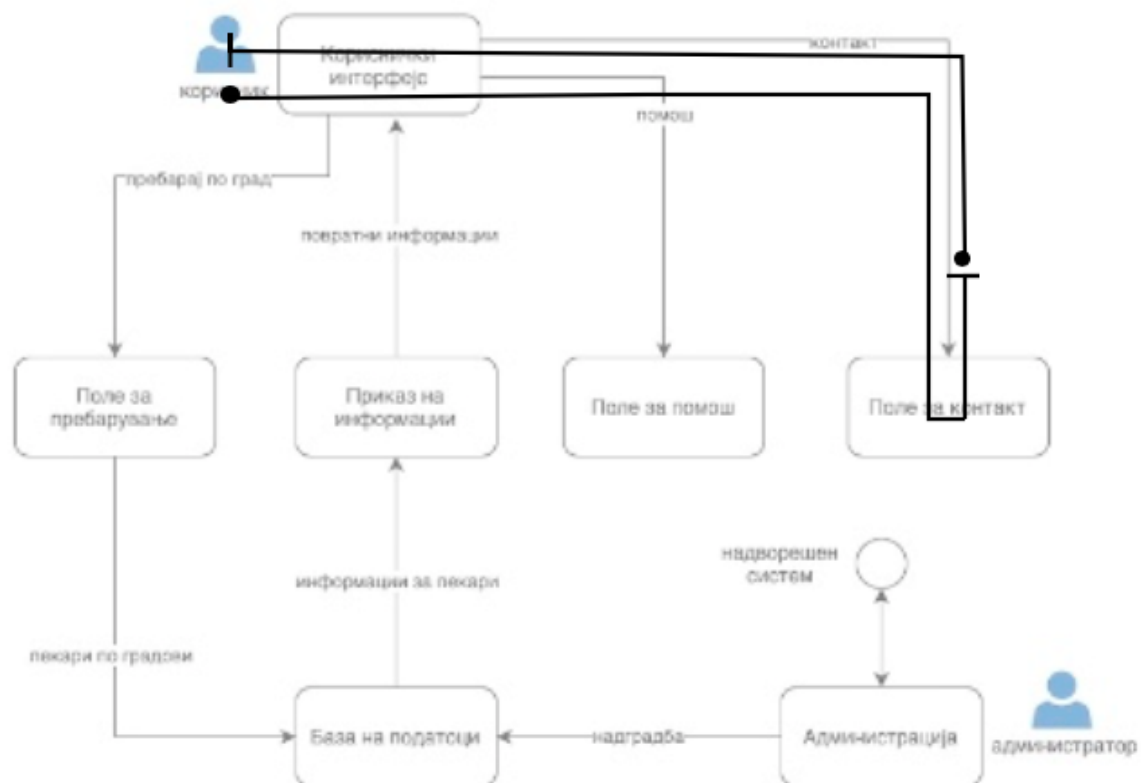 Кориснички
интерфејс
контакт
корисник
помош
пребарај по град
повратни информации
Поле за
пребарување
Приказ на
информации
Поле за помош
Поле за контакт
надворешен
систем
информации за пекари
пекари по градови
База на податоци
надградба
Администрација
администратор